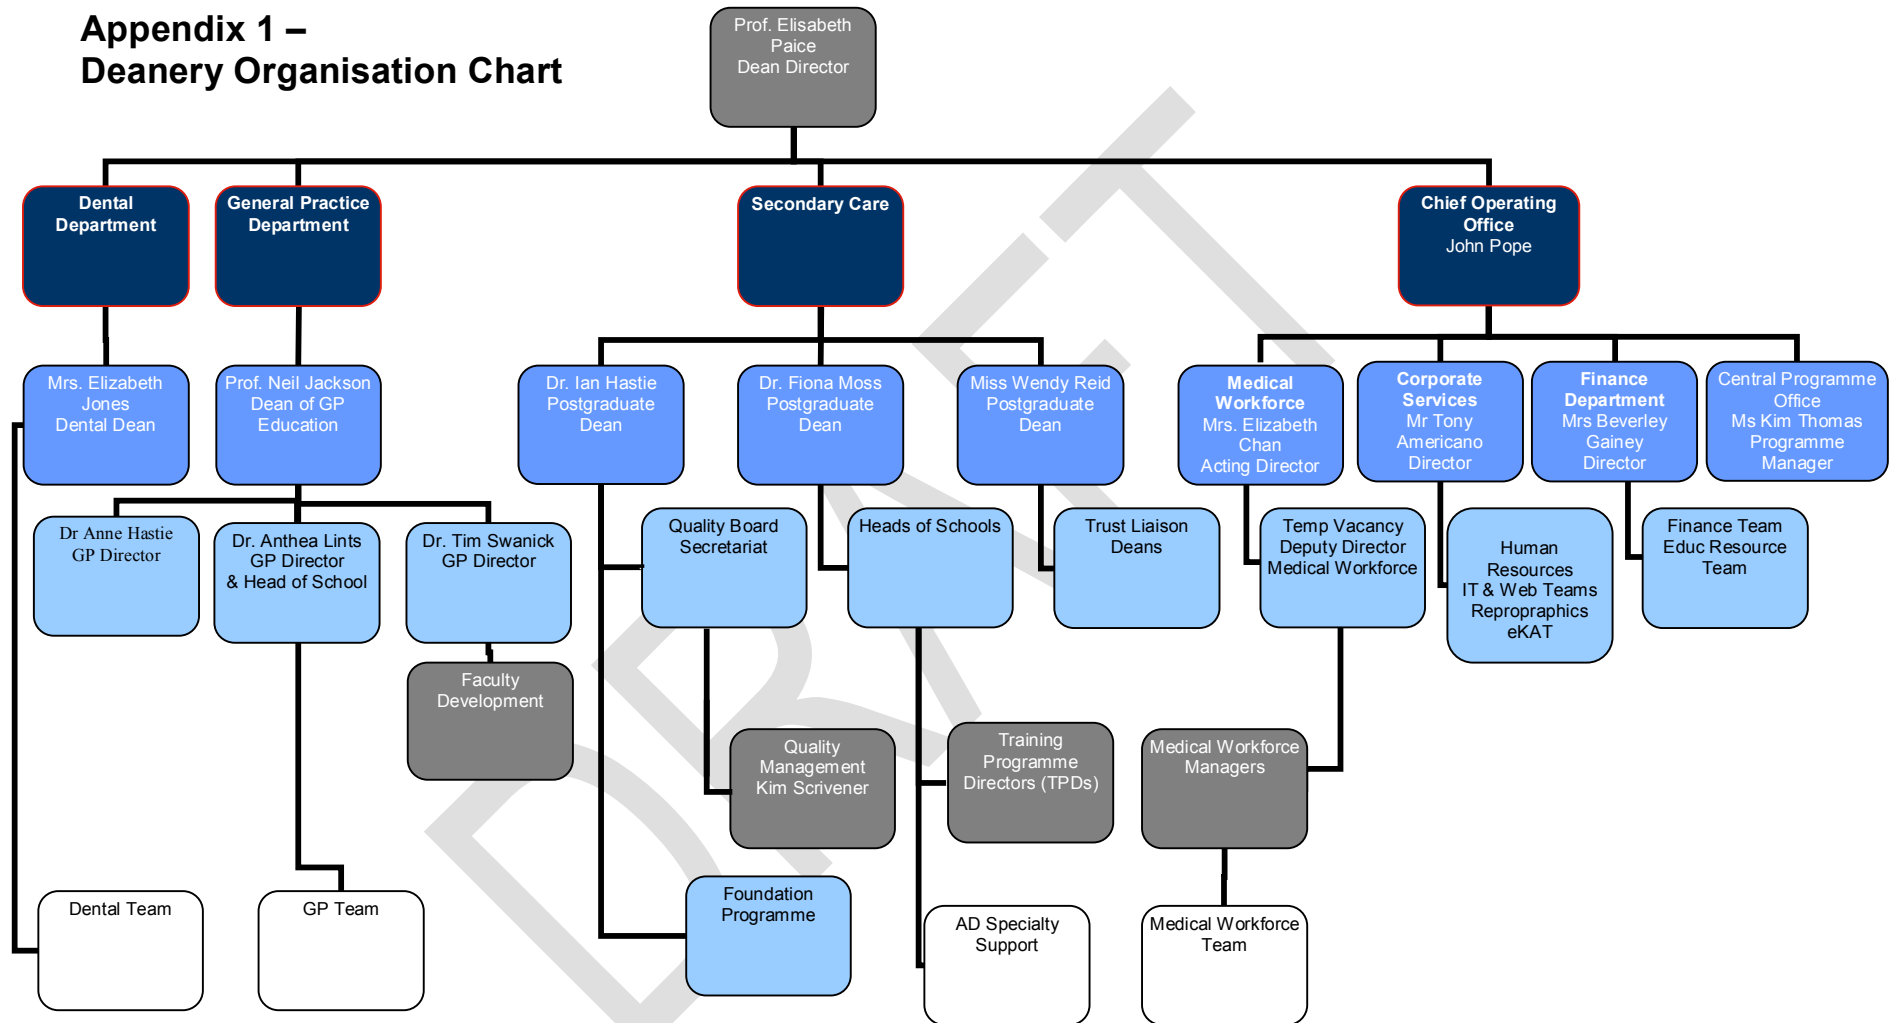 Appendix 1 –
Deanery Organisation Chart
Prof. Elisabeth
Paice
Dean Director
Dental
Department
General Practice
Department
Secondary Care
Chief Operating
Office
John Pope
Mrs. Elizabeth
Jones
Dental Dean
Prof. Neil Jackson
Dean of GP
Education
Dr. Ian Hastie
Postgraduate
Dean
Dr. Fiona Moss
Postgraduate
Dean
Miss Wendy Reid
Postgraduate
Dean
Medical
Workforce
Mrs. Elizabeth
Chan
Acting Director
Corporate
Services
Mr Tony
Americano
Director
Finance
Department
Mrs Beverley
Gainey
Director
Central Programme
Office
Ms Kim Thomas
Programme
Manager
Dr Anne Hastie
GP Director
Dr. Anthea Lints
GP Director
& Head of School
Dr. Tim Swanick
GP Director
Quality Board
Secretariat
Heads of Schools
Trust Liaison
Deans
Temp Vacancy
Deputy Director
Medical Workforce
Human
Resources
IT & Web Teams
Repropraphics
eKAT
Finance Team
Educ Resource
Team
Faculty
Development
Quality
Management
Kim Scrivener
Training
Programme
Directors (TPDs)
Medical Workforce
Managers
Dental Team
GP Team
Foundation
Programme
AD Specialty
Support
Medical Workforce
Team
DRAFT